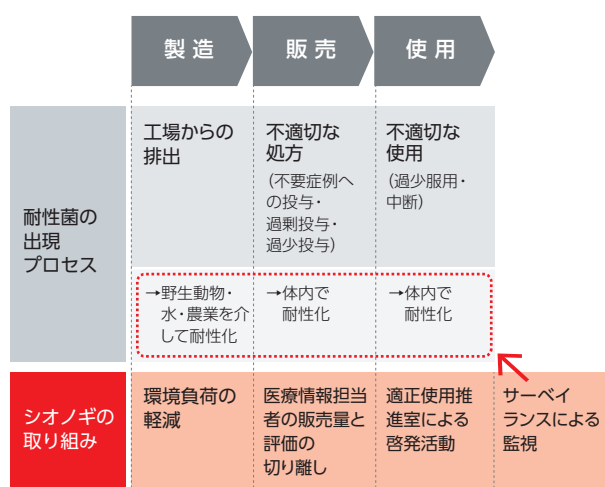 製造
販売
使用
耐性菌の
出現
プロセス
工場からの
排出
不適切な
処方
(不要症例へ
の投与・
過剰投与・
過少投与)
不適切な
使用
(過少服用・
中断)
→野生動物・
水・農業を介
して耐性化
→体内で
耐性化
→体内で
耐性化
シオノギの
取り組み
環境負荷の
軽減
医療情報担当
者の販売量と
評価の
切り離し
適正使用推
進室による
啓発活動
サーベイ
ランスによる
監視